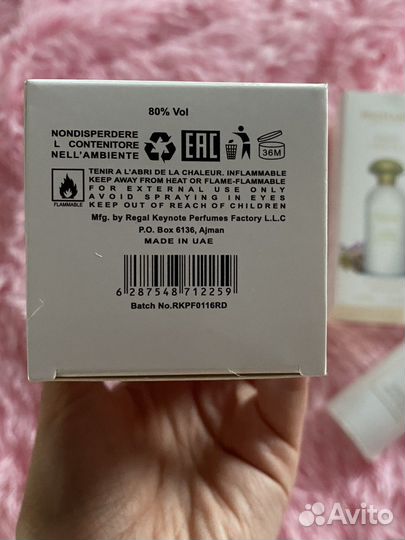 80% Vol
NONDISPERDERE
L CONTENITORE
NELL'AMBIENTE
EAC
36M
FLAMMABLE
TENIR A L'ABRI DE LA CHALEUR. INFLAMMABLE
KEEP AWAY FROM HEAT OR FLAME-FLAMMABLE
FOR EXTERNAL USE ONLY
AVOID SPRAYING IN EYES
KEEP OUT OF REACH OF CHILDREN
Mfg. by Regal Keynote Perfumes Factory L.L.C
P.O. Box 6136, Ajman
MADE IN UAE
6 287548 712259
Batch No.RKPF0116RD
Avito